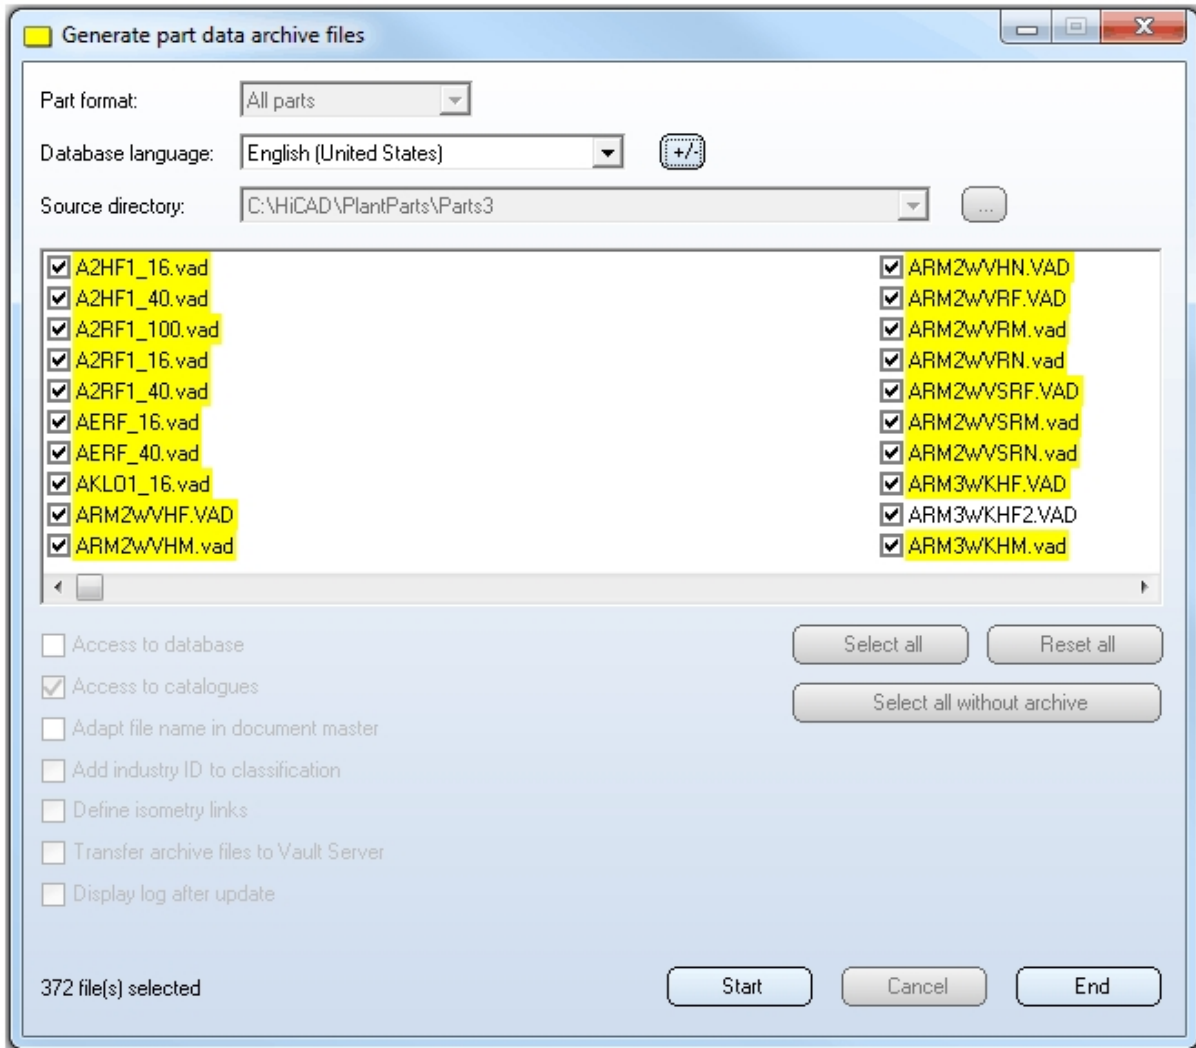 Generate part data archive files
Part format: All parts
Database language: English (United States) +/-
Source directory: C:\HiCAD\PlantParts\Parts3 ...
A2HF1_16.vad
A2HF1_40.vad
A2RF1_100.vad
A2RF1_16.vad
A2RF1_40.vad
AERF_16.vad
AERF_40.vad
AKLO1_16.vad
ARM2WVHF.VAD
ARM2WVHM.vad
ARM2WVHN.VAD
ARM2WVRF.VAD
ARM2WVRM.vad
ARM2WVRN.vad
ARM2WVSRF.VAD
ARM2WVSRM.vad
ARM2WVSRN.vad
ARM3WKHF.VAD
ARM3WKHF2.VAD
ARM3WKHM.vad
Access to database
Access to catalogues
Adapt file name in document master
Add industry ID to classification
Define isometry links
Transfer archive files to Vault Server
Display log after update
Select all Reset all
Select all without archive
372 file(s) selected Start Cancel End